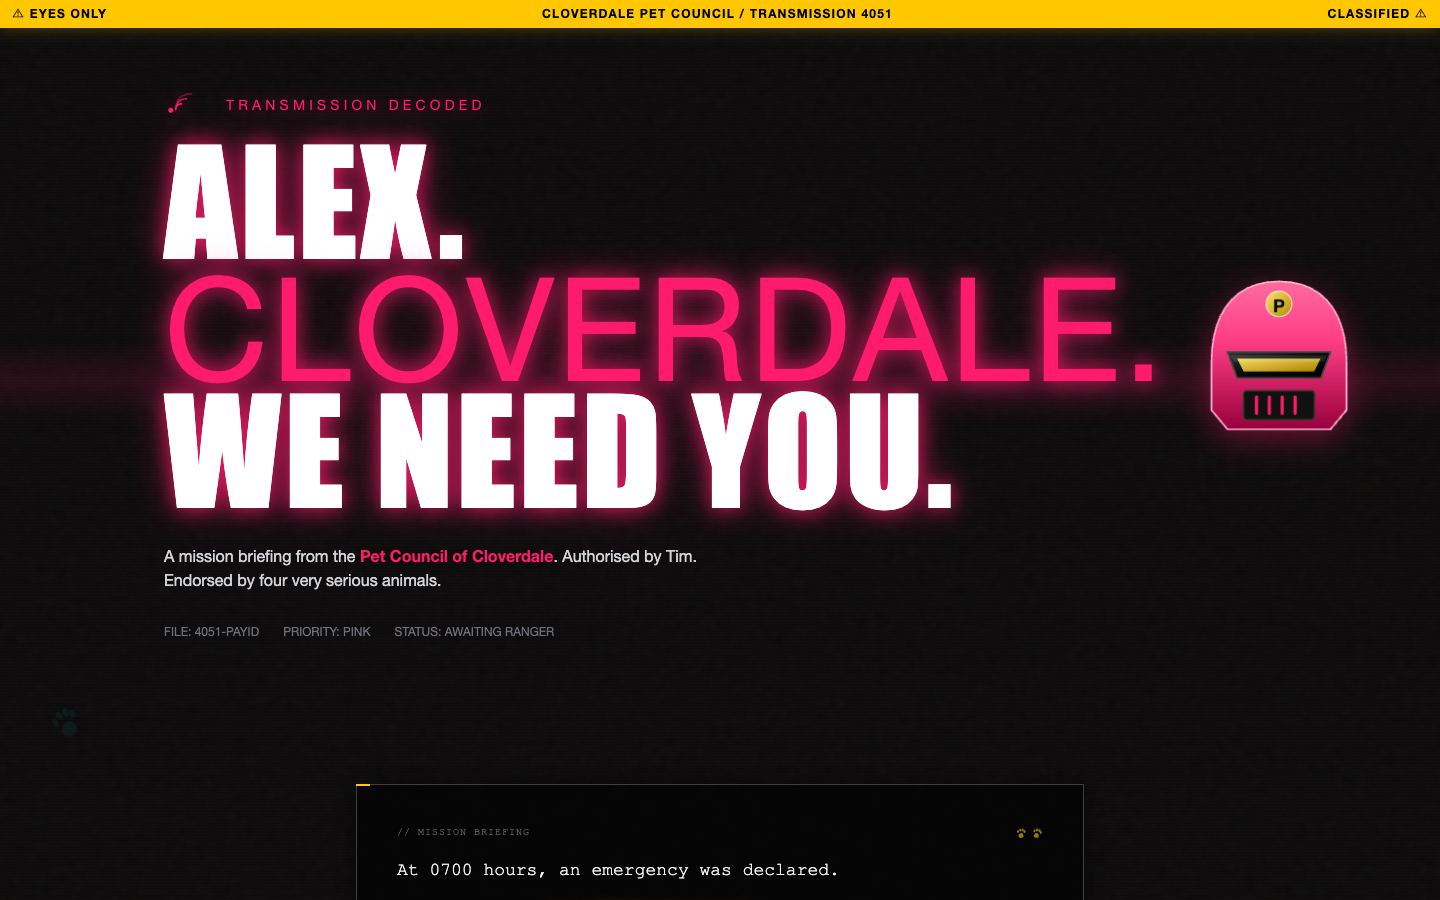 ⚠ EYES ONLY
CLOVERDALE PET COUNCIL / TRANSMISSION 4051
CLASSIFIED ⚠
TRANSMISSION DECODED
ALEX.
CLOVERDALE.
WE NEED YOU.
P
A mission briefing from the Pet Council of Cloverdale. Authorised by Tim.
Endorsed by four very serious animals.
FILE: 4051-PAYID
PRIORITY: PINK
STATUS: AWAITING RANGER
// MISSION BRIEFING
At 0700 hours, an emergency was declared.